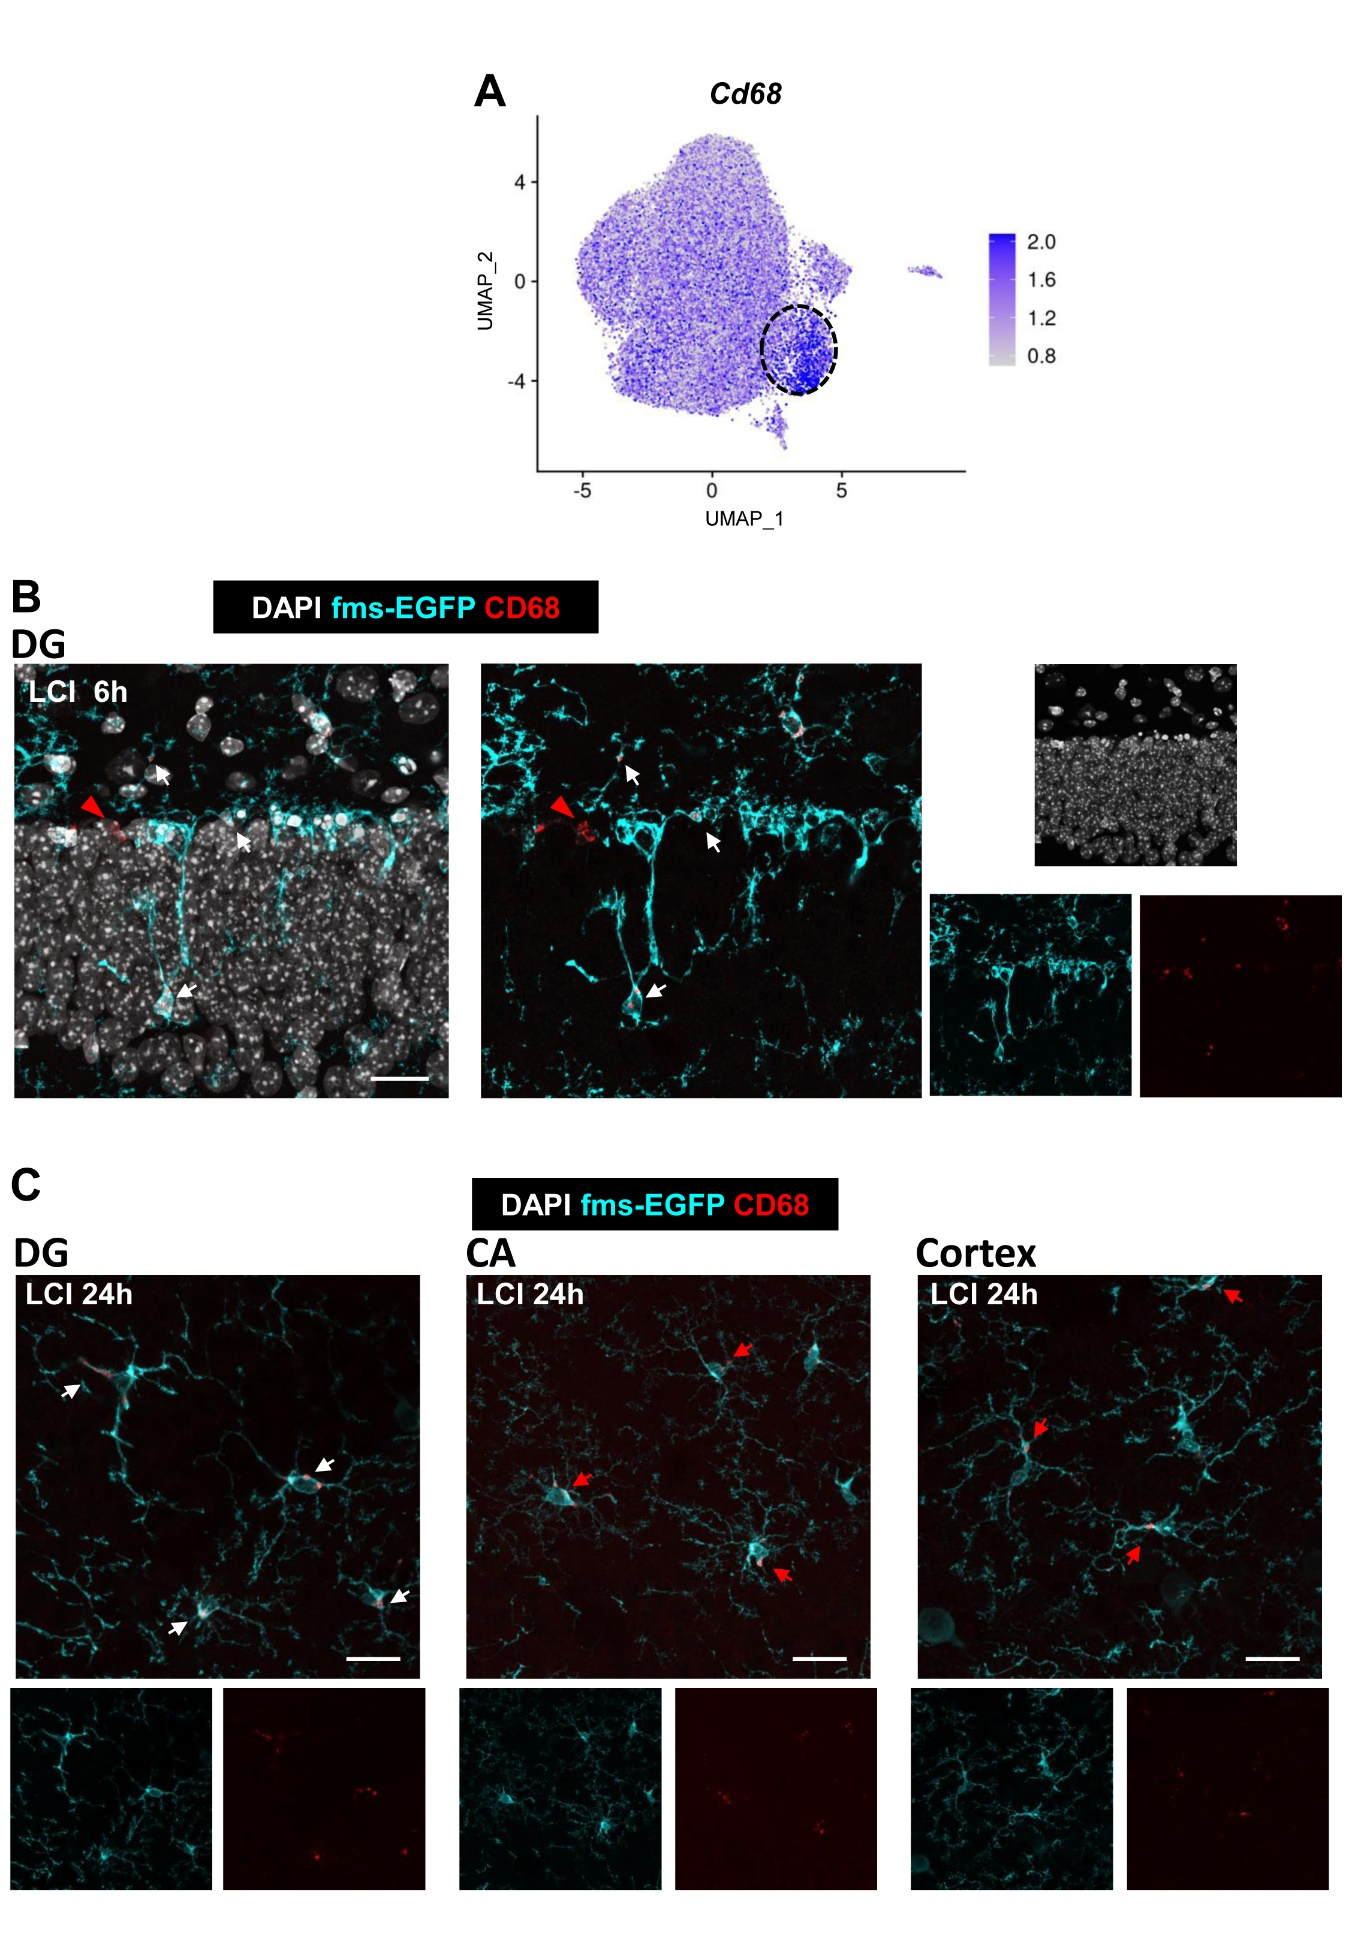 A
Cd68
UMAP_2
4
0
-4
-5
0
5
UMAP_1
2.0
1.6
1.2
0.8
B
DAPI fms-EGFP CD68
DG
LCI 6h
C
DAPI fms-EGFP CD68
DG
CA
Cortex
LCI 24h
LCI 24h
LCI 24h